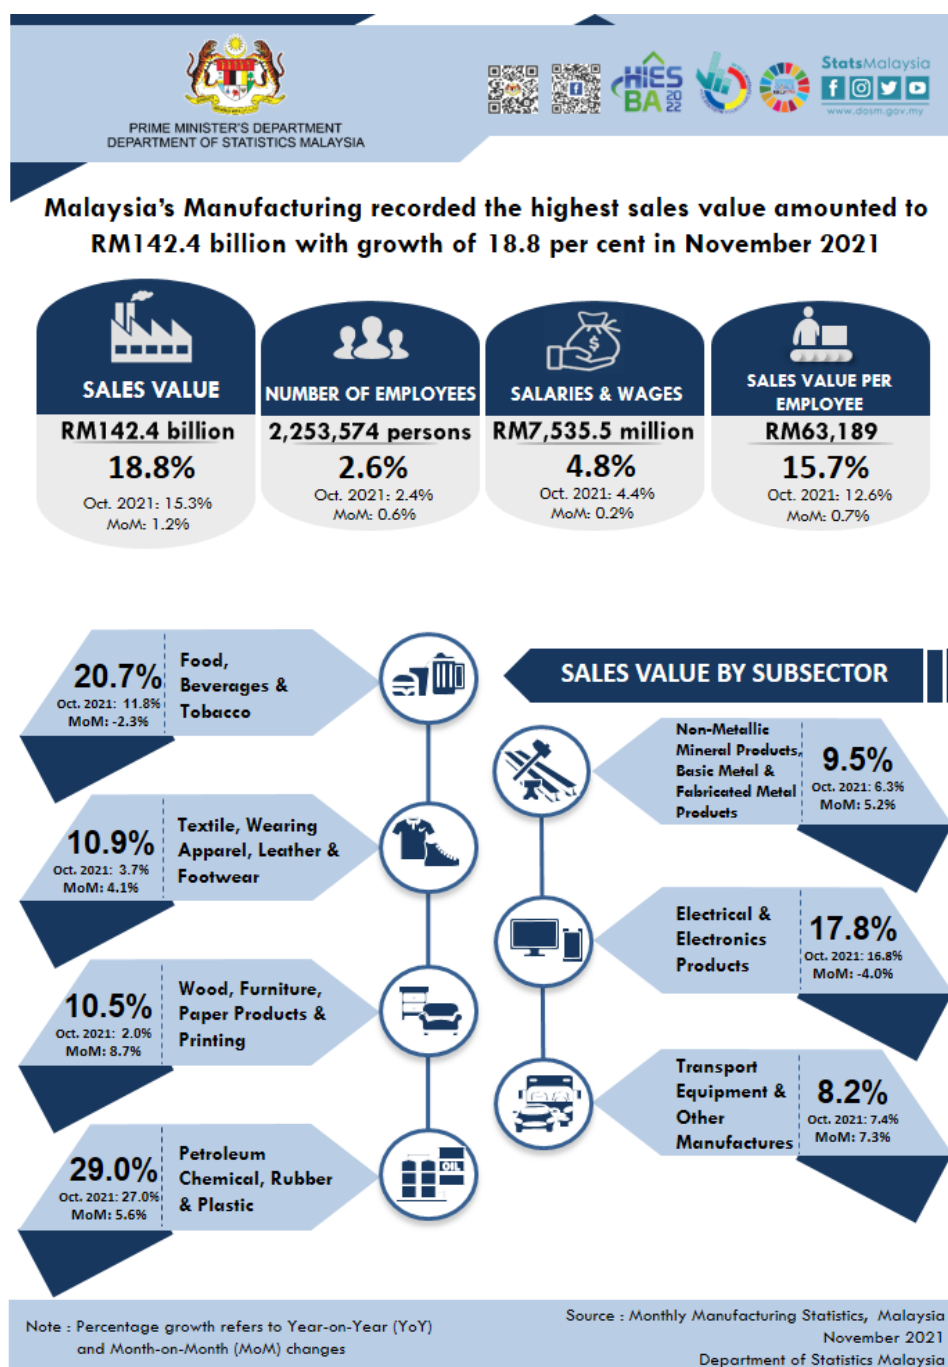 PRIME MINISTER'S DEPARTMENT
DEPARTMENT OF STATISTICS MALAYSIA
HIES
BA 20
22
StatsMalaysia
www.dosm.gov.my
Malaysia's Manufacturing recorded the highest sales value amounted to
RM142.4 billion with growth of 18.8 per cent in November 2021
SALES VALUE
RM142.4 billion
18.8%
Oct. 2021: 15.3%
MoM: 1.2%
NUMBER OF EMPLOYEES
2,253,574 persons
2.6%
Oct. 2021: 2.4%
MoM: 0.6%
$
SALARIES & WAGES
RM7,535.5 million
4.8%
Oct. 2021: 4.4%
MoM: 0.2%
SALES VALUE PER
EMPLOYEE
RM63,189
15.7%
Oct. 2021: 12.6%
MoM: 0.7%
20.7%
Oct. 2021: 11.8%
MoM: -2.3%
Food,
Beverages &
Tobacco
10.9%
Oct. 2021: 3.7%
MoM: 4.1%
Textile, Wearing
Apparel, Leather &
Footwear
10.5%
Oct. 2021: 2.0%
MoM: 8.7%
Wood, Furniture,
Paper Products &
Printing
29.0%
Oct. 2021: 27.0%
MoM: 5.6%
Petroleum
Chemical, Rubber
& Plastic
OIL
SALES VALUE BY SUBSECTOR
Non-Metallic
Mineral Products,
Basic Metal &
Fabricated Metal
Products
9.5%
Oct. 2021: 6.3%
MoM: 5.2%
Electrical &
Electronics
Products
17.8%
Oct. 2021: 16.8%
MoM: -4.0%
Transport
Equipment &
Other
Manufactures
8.2%
Oct. 2021: 7.4%
MoM: 7.3%
Note : Percentage growth refers to Year-on-Year (YoY)
and Month-on-Month (MoM) changes
Source : Monthly Manufacturing Statistics, Malaysia
November 2021
Department of Statistics Malaysia